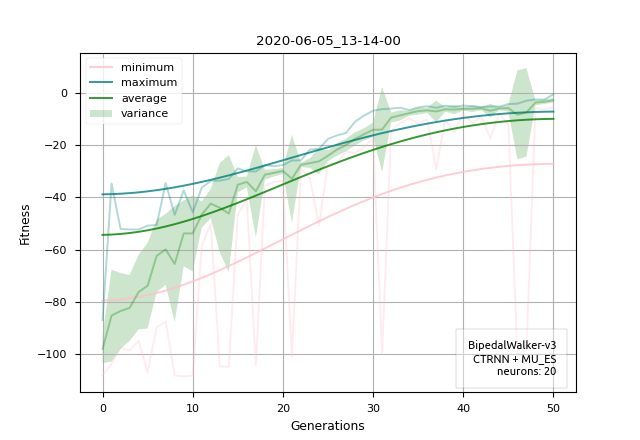 2020-06-05_13-14-00
minimum
maximum
average
variance
Fitness
0
−20
−40
−60
−80
−100
BipedalWalker-v3
CTRNN + MU_ES
neurons: 20
0 10 20 30 40 50
Generations